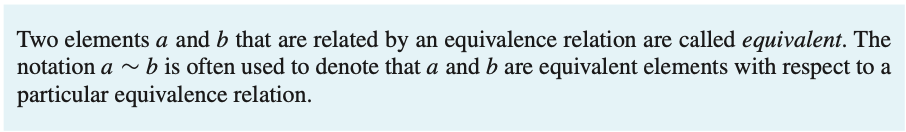 Two elements a and b that are related by an equivalence relation are called equivalent. The
notation a ∼ b is often used to denote that a and b are equivalent elements with respect to a
particular equivalence relation.